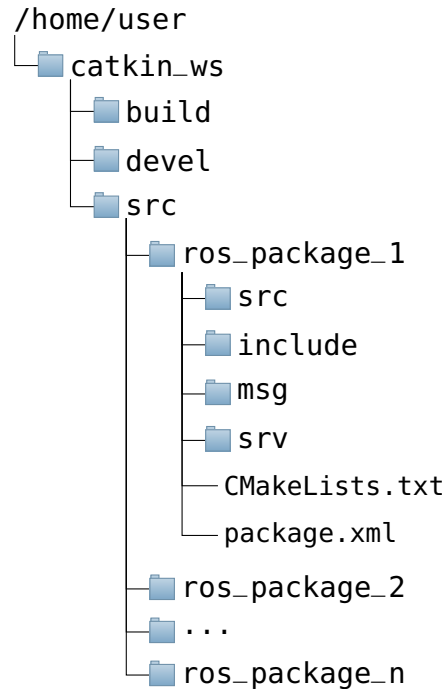 /home/user
catkin_ws
build
devel
src
ros_package_1
src
include
msg
srv
CMakeLists.txt
package.xml
ros_package_2
...
ros_package_n